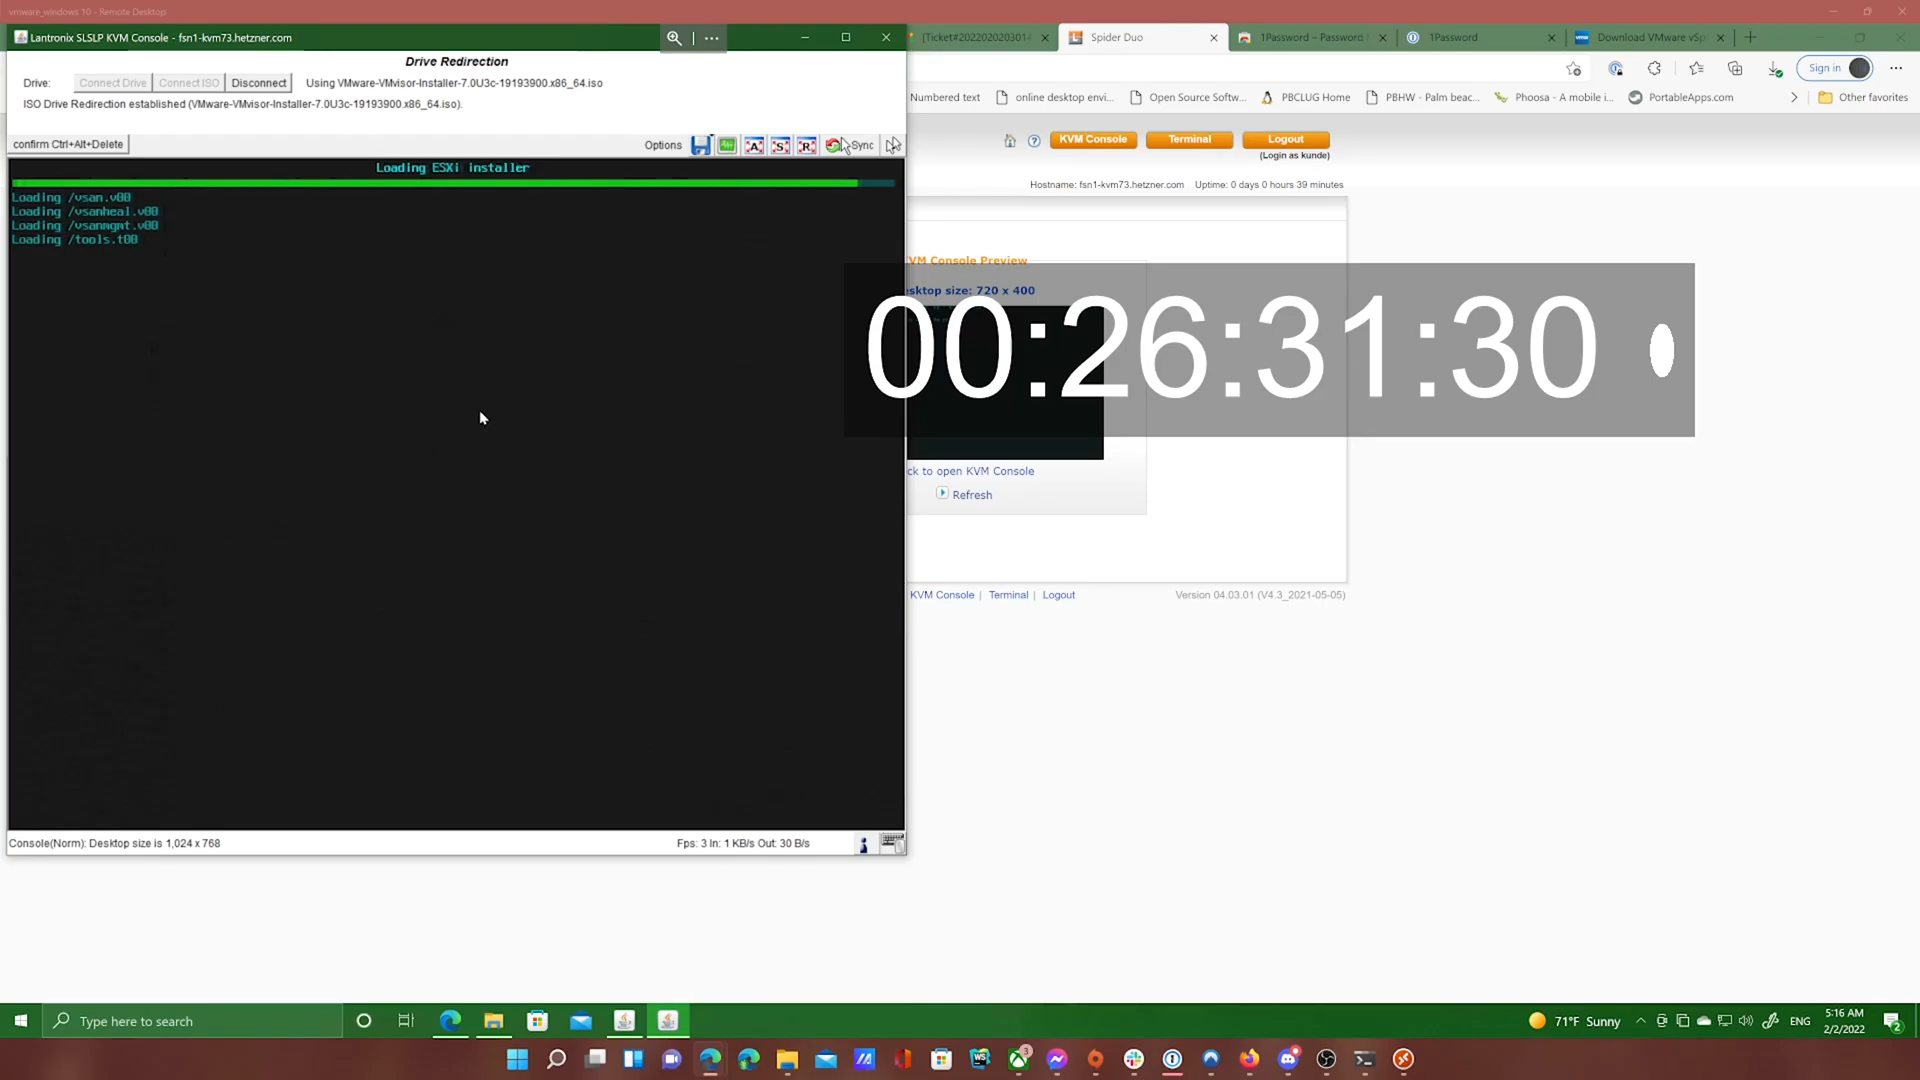 vmware_windows 10 - Remote Desktop
Lantronix SLSLP KVM Console - fsn1-kvm73.hetzner.com
[Ticket#2022020203014
Spider Duo
1Password – Password
1Password
Download VMware vSp
Drive Redirection
Drive:
Connect Drive
Connect ISO
Disconnect
Using VMware-VMvisor-Installer-7.0U3c-19193900.x86_64.iso
ISO Drive Redirection established (VMware-VMvisor-Installer-7.0U3c-19193900.x86_64.iso).
Sign in
Numbered text
online desktop envi...
Open Source Softw...
PBCLUG Home
PBHW - Palm beac...
Phoosa - A mobile i...
PortableApps.com
Other favorites
confirm Ctrl+Alt+Delete
Options
A
S
R
Sync
KVM Console
Terminal
Logout
(Login as kunde)
Hostname: fsn1-kvm73.hetzner.com Uptime: 0 days 0 hours 39 minutes
Loading ESXi installer
Loading /vsan.v00
Loading /vsanheal.v00
Loading /vsanmgmt.v00
Loading /tools.t00
VM Console Preview
sktop size: 720 x 400
00:26:31:30
ck to open KVM Console
Refresh
KVM Console | Terminal | Logout
Version 04.03.01 (V4.3_2021-05-05)
Console(Norm): Desktop size is 1,024 x 768
Fps: 3 In: 1 KB/s Out: 30 B/s
Type here to search
71°F Sunny
ENG
5:16 AM
2/2/2022
2
WS
3